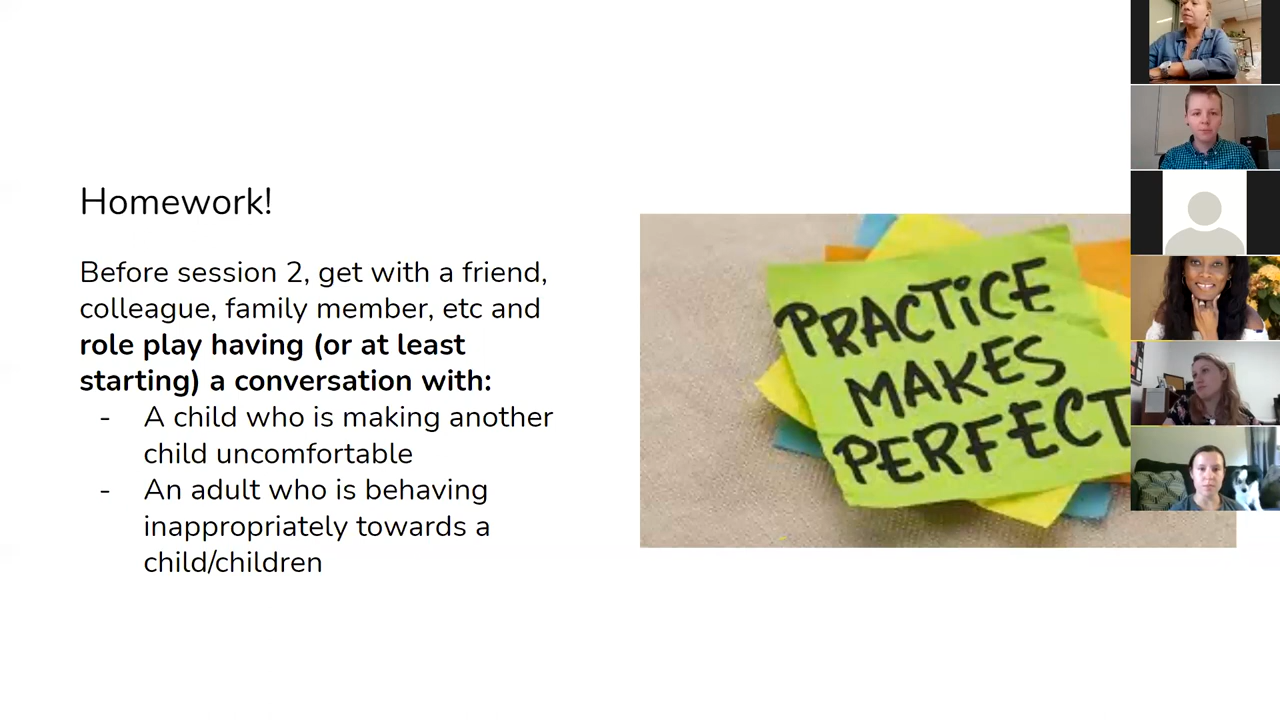 Homework!
Before session 2, get with a friend,
colleague, family member, etc and
role play having (or at least
starting) a conversation with:
- A child who is making another
child uncomfortable
- An adult who is behaving
inappropriately towards a
child/children
PRACTICE
MAKES
PERFECT